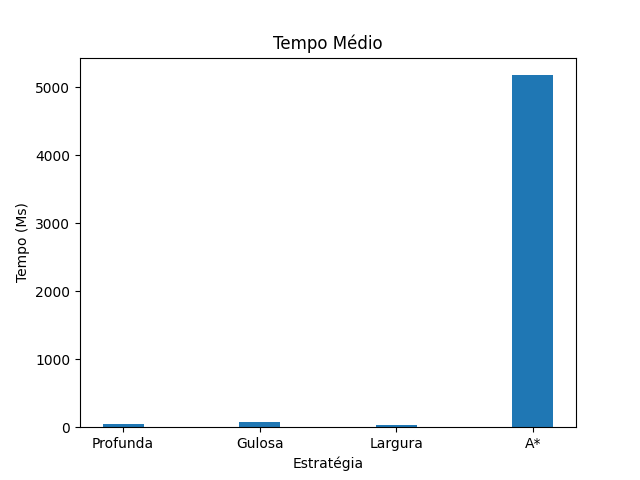 Tempo Médio
Tempo (Ms)
5000
4000
3000
2000
1000
0
Profunda
Gulosa
Largura
A*
Estratégia